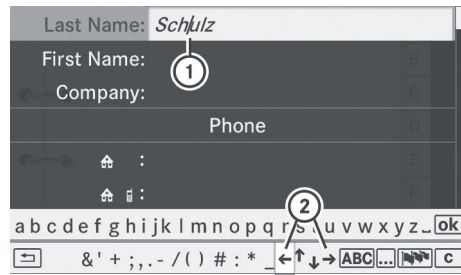 Last Name: Schulz
First Name:
1
B
Company:
C
Phone
D
:
E
:
F
2
a b c d e f g h i j k l m n o p q r s t u v w x y z _ ok
& ' + ; , . - / ( ) # : * _ ← ↑ ↓ → ABC ... c